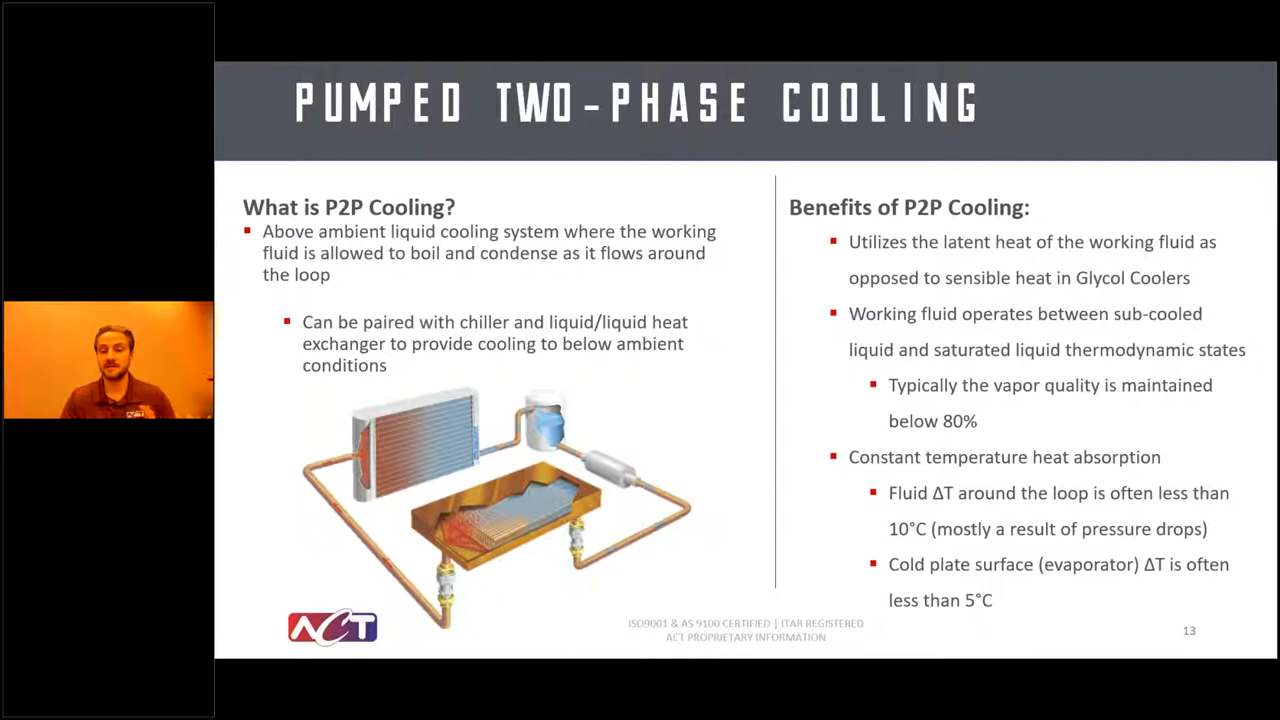 PUMPED TWO-PHASE COOLING
What is P2P Cooling?
Above ambient liquid cooling system where the working
fluid is allowed to boil and condense as it flows around
the loop
Can be paired with chiller and liquid/liquid heat
exchanger to provide cooling to below ambient
conditions
Benefits of P2P Cooling:
Utilizes the latent heat of the working fluid as
opposed to sensible heat in Glycol Coolers
Working fluid operates between sub-cooled
liquid and saturated liquid thermodynamic states
Typically the vapor quality is maintained
below 80%
Constant temperature heat absorption
Fluid ΔT around the loop is often less than
10°C (mostly a result of pressure drops)
Cold plate surface (evaporator) ΔT is often
less than 5°C
ACT
ISO9001 & AS 9100 CERTIFIED | ITAR REGISTERED
ACT PROPRIETARY INFORMATION
13
ACT